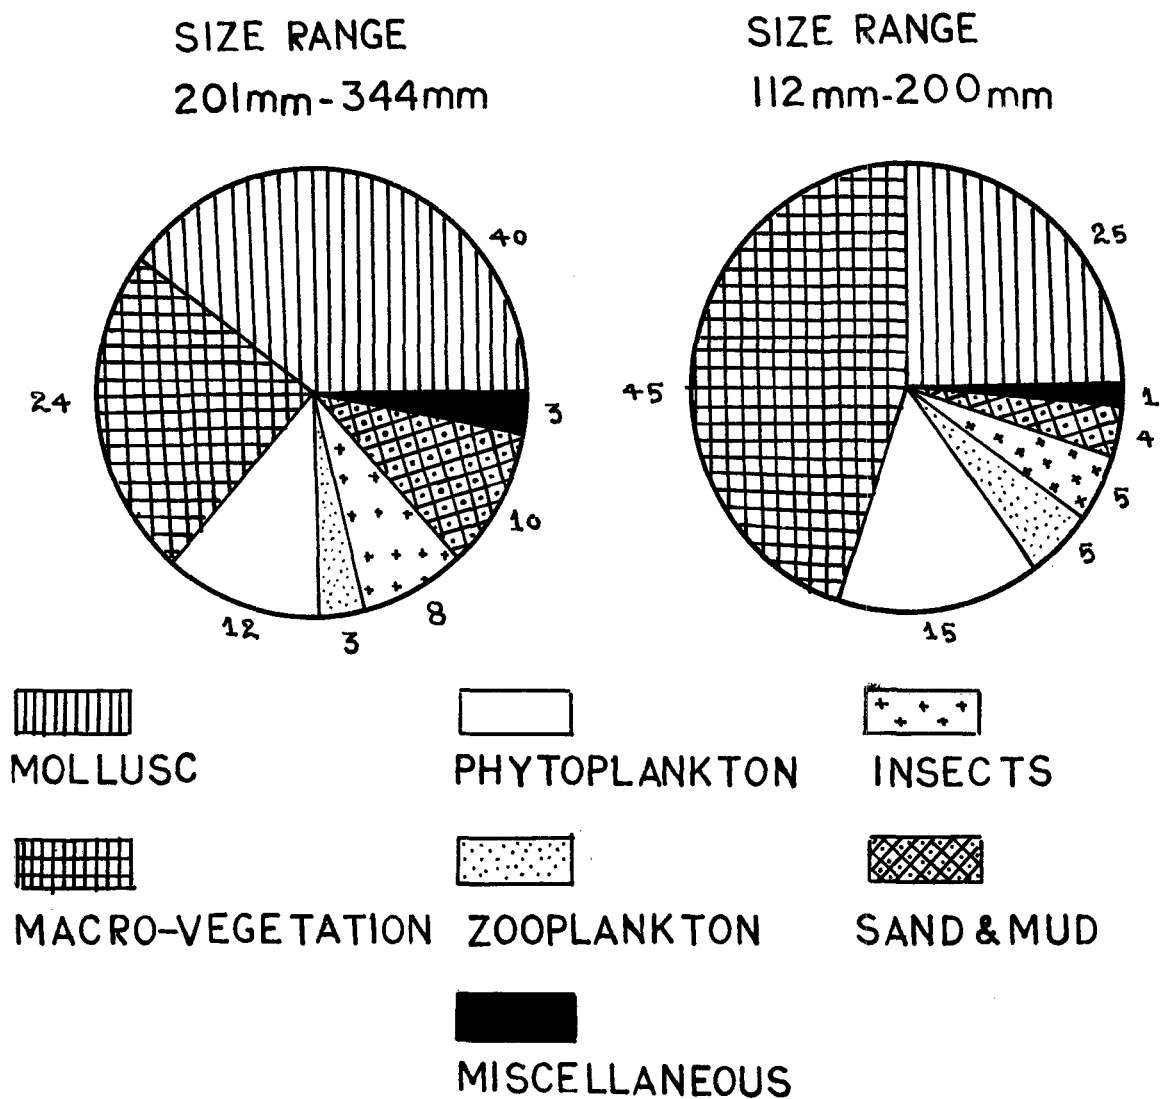 SIZE RANGE
201mm-344mm
40
24
3
10
8
3
12
SIZE RANGE
112mm-200mm
25
45
1
4
5
5
15
MOLLUSC
PHYTOPLANKTON
INSECTS
MACRO-VEGETATION
ZOOPLANKTON
SAND & MUD
MISCELLANEOUS